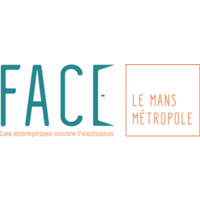 FACE
Les entreprises contre l'exclusion
LE MANS
MÉTROPOLE